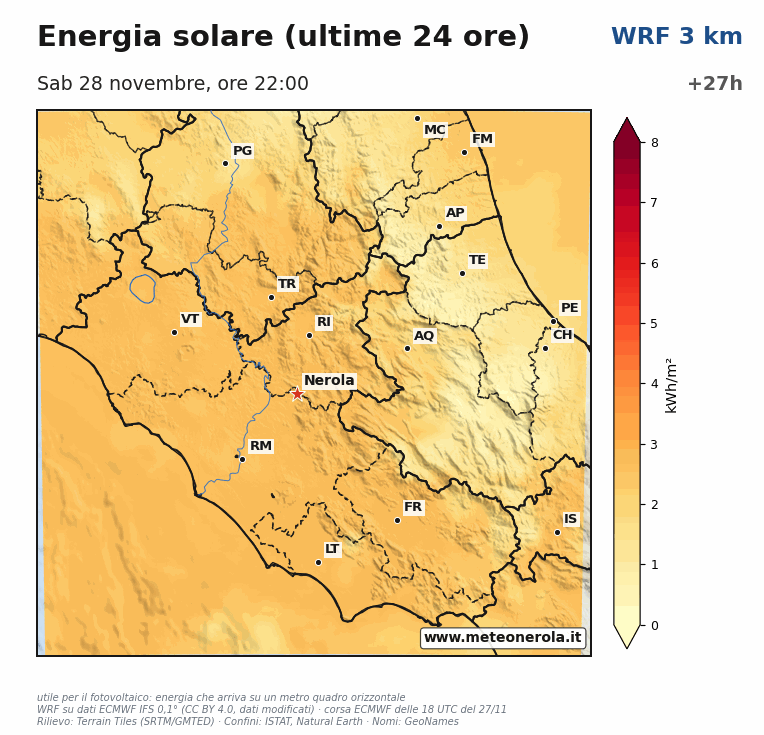 Energia solare (ultime 24 ore)
WRF 3 km
Sab 28 novembre, ore 22:00
+27h
MC
FM
PG
AP
TE
TR
PE
VT
RI
CH
AQ
Nerola
RM
FR
IS
LT
www.meteonerola.it
8
7
6
5
4
3
2
1
0
kWh/m²
utile per il fotovoltaico: energia che arriva su un metro quadro orizzontale
WRF su dati ECMWF IFS 0,1° (CC BY 4.0, dati modificati) · corsa ECMWF delle 18 UTC del 27/11
Rilievo: Terrain Tiles (SRTM/GMTED) · Confini: ISTAT, Natural Earth · Nomi: GeoNames